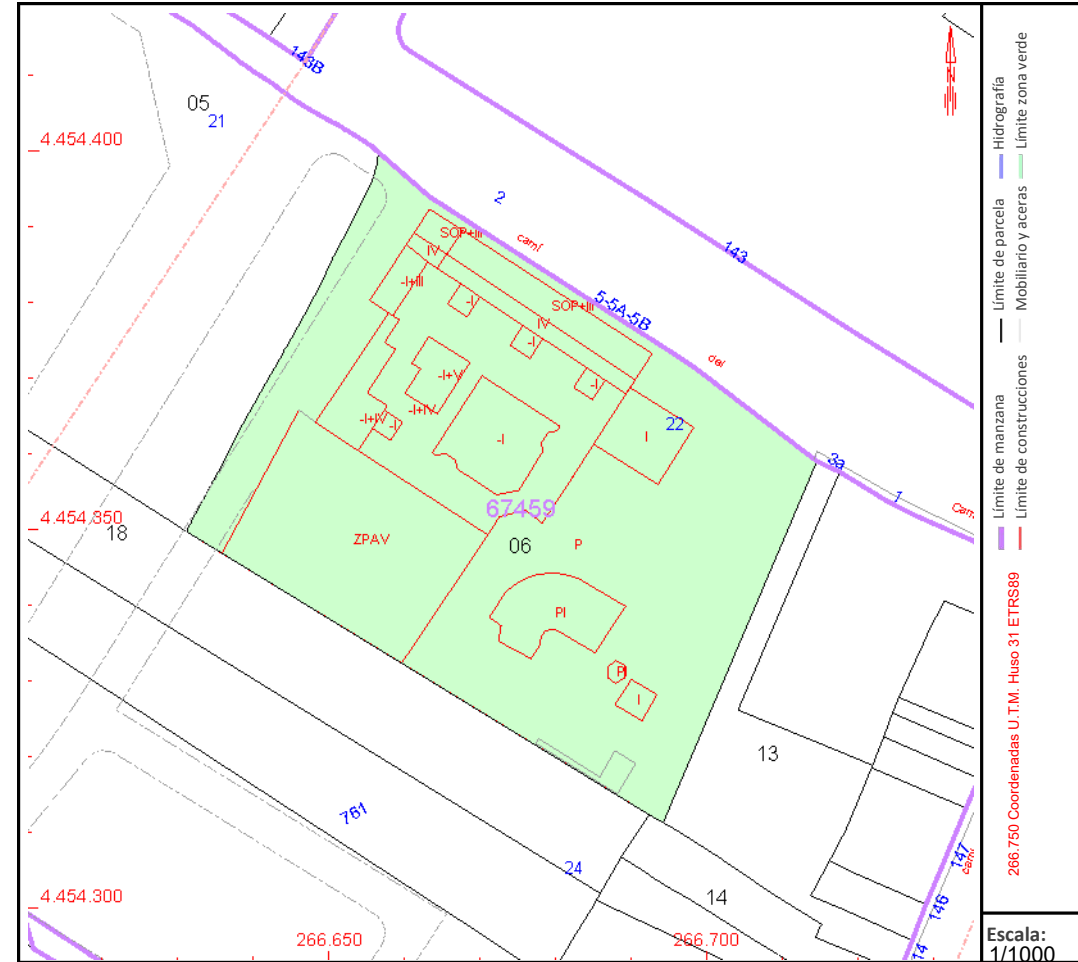 143B
05
21
4.454.400
2
camí
143
SOP+III
IV
-I+III
-I
SOP+III
5-5A-5B
IV
-I
del
-I
-I+V
-I+IV
-I+IV
-I
22
I
-I
3a
1
Camí
67459
4.454.850
18
ZPAV
06
P
PI
PI
I
13
761
24
14
147
camí
146
14
4.454.300
266.650
266.700
N
Límite de manzana
Límite de parcela
Hidrografía
Límite de construcciones
Mobiliario y aceras
Límite zona verde
266.750 Coordenadas U.T.M. Huso 31 ETRS89
Escala:
1/1000